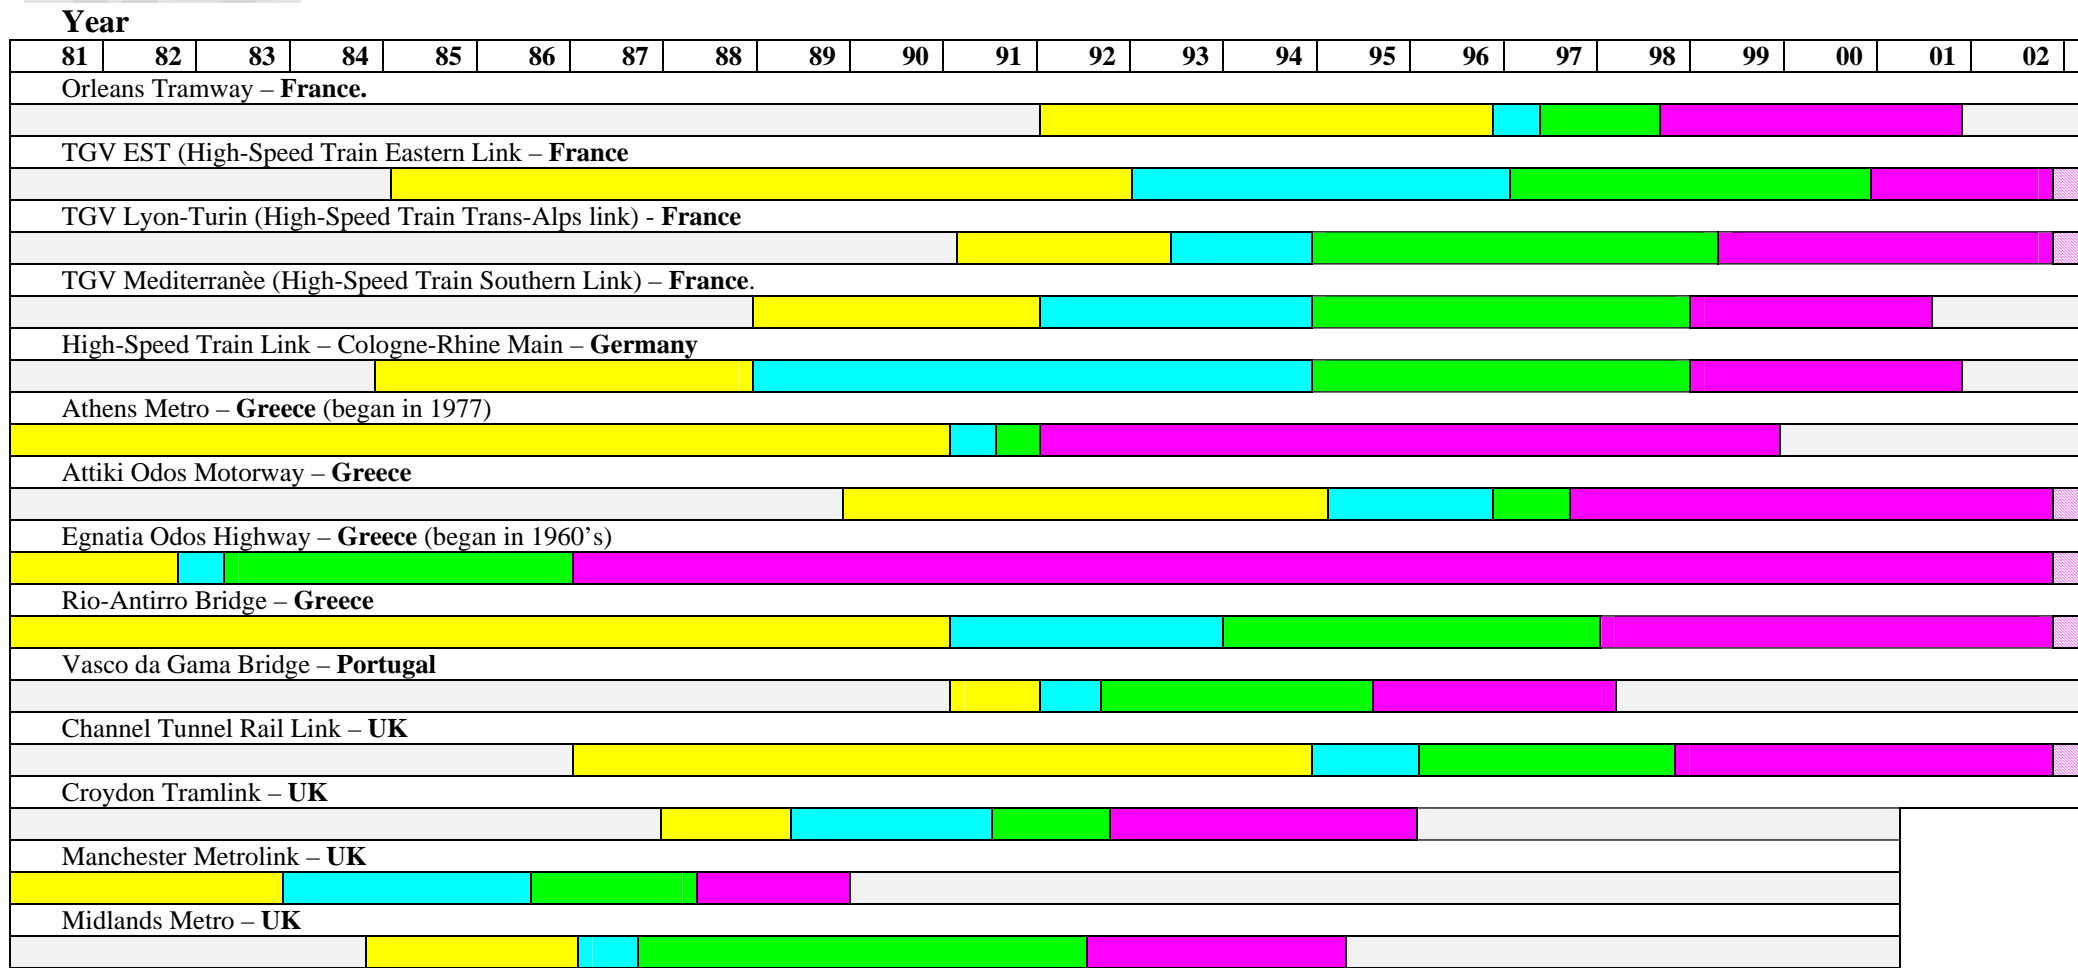 Year
81 82 83 84 85 86 87 88 89 90 91 92 93 94 95 96 97 98 99 00 01 02
Orleans Tramway – France.
TGV EST (High-Speed Train Eastern Link – France
TGV Lyon-Turin (High-Speed Train Trans-Alps link) - France
TGV Mediterranèe (High-Speed Train Southern Link) – France.
High-Speed Train Link – Cologne-Rhine Main – Germany
Athens Metro – Greece (began in 1977)
Attiki Odos Motorway – Greece
Egnatia Odos Highway – Greece (began in 1960’s)
Rio-Antirro Bridge – Greece
Vasco da Gama Bridge – Portugal
Channel Tunnel Rail Link – UK
Croydon Tramlink – UK
Manchester Metrolink – UK
Midlands Metro – UK